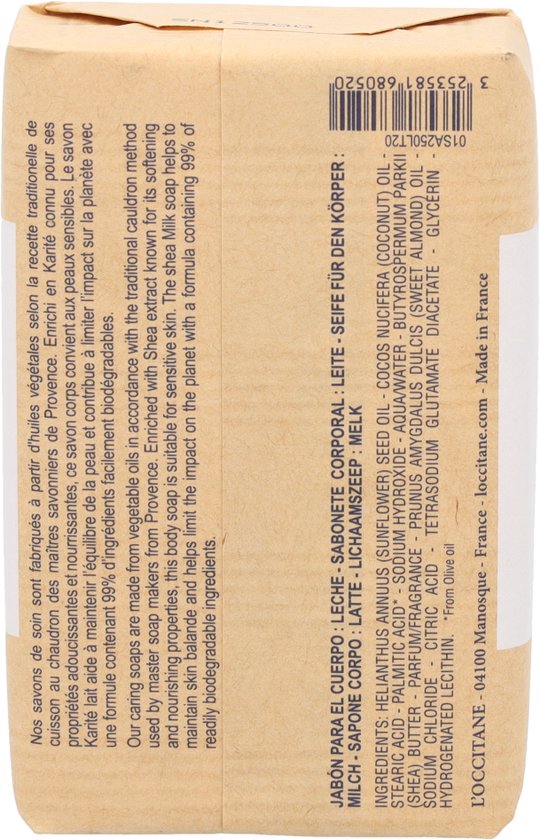 Nos savons de soin sont fabriqués à partir d'huiles végétales selon la recette traditionnelle de
cuisson au chaudron des maîtres savonniers de Provence. Enrichi en Karité connu pour ses
propriétés adoucissantes et nourrissantes, ce savon corps convient aux peaux sensibles. Le savon
Karité lait aide à maintenir l'équilibre de la peau et contribue à limiter l'impact sur la planète avec
une formule contenant 99% d'ingrédients facilement biodégradables.
Our caring soaps are made from vegetable oils in accordance with the traditional cauldron method
used by master soap makers from Provence. Enriched with Shea extract known for its softening
and nourishing properties, this body soap is suitable for sensitive skin. The shea Milk soap helps to
maintain skin balande and helps limit the impact on the planet with a formula containing 99% of
readily biodegradable ingredients.
JABÓN PARA EL CUERPO : LECHE - SABONETE CORPORAL : LEITE - SEIFE FÜR DEN KÖRPER :
MILCH - SAPONE CORPO : LATTE - LICHAAMSZEEP : MELK
3 253581 680520
01SA250LT20
INGREDIENTS: HELIANTHUS ANNUUS (SUNFLOWER) SEED OIL - COCOS NUCIFERA (COCONUT) OIL -
STEARIC ACID - PALMITIC ACID* - SODIUM HYDROXIDE - AQUA/WATER - BUTYROSPERMUM PARKII
(SHEA) BUTTER - PARFUM/FRAGRANCE - PRUNUS AMYGDALUS DULCIS (SWEET ALMOND) OIL -
SODIUM CHLORIDE - CITRIC ACID - TETRASODIUM GLUTAMATE DIACETATE - GLYCERIN -
HYDROGENATED LECITHIN. *From Olive oil
L'OCCITANE - 04100 Manosque - France - loccitane.com - Made in France